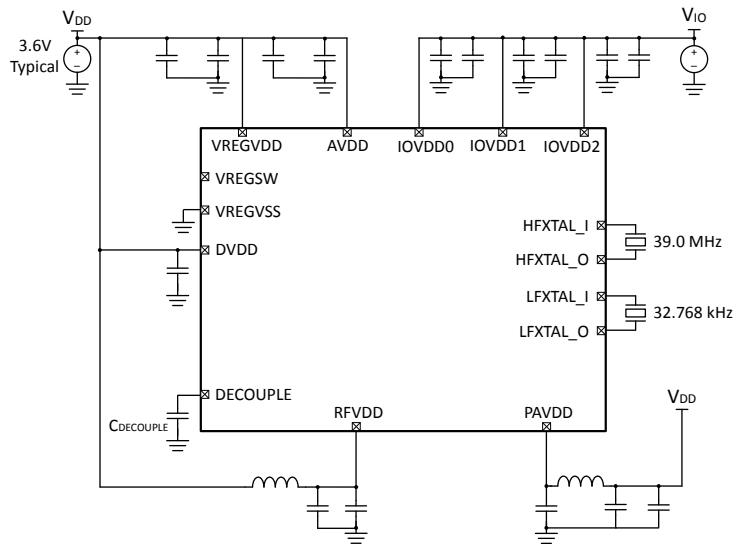 VDD
VIO
3.6V
Typical
VREGVDD
AVDD
IOVDD0
IOVDD1
IOVDD2
VREGSW
VREGVSS
HFXTAL_I
39.0 MHz
DVDD
HFXTAL_O
LFXTAL_I
32.768 kHz
LFXTAL_O
DECOUPLE
CDECOUPLE
RFVDD
PAVDD
VDD